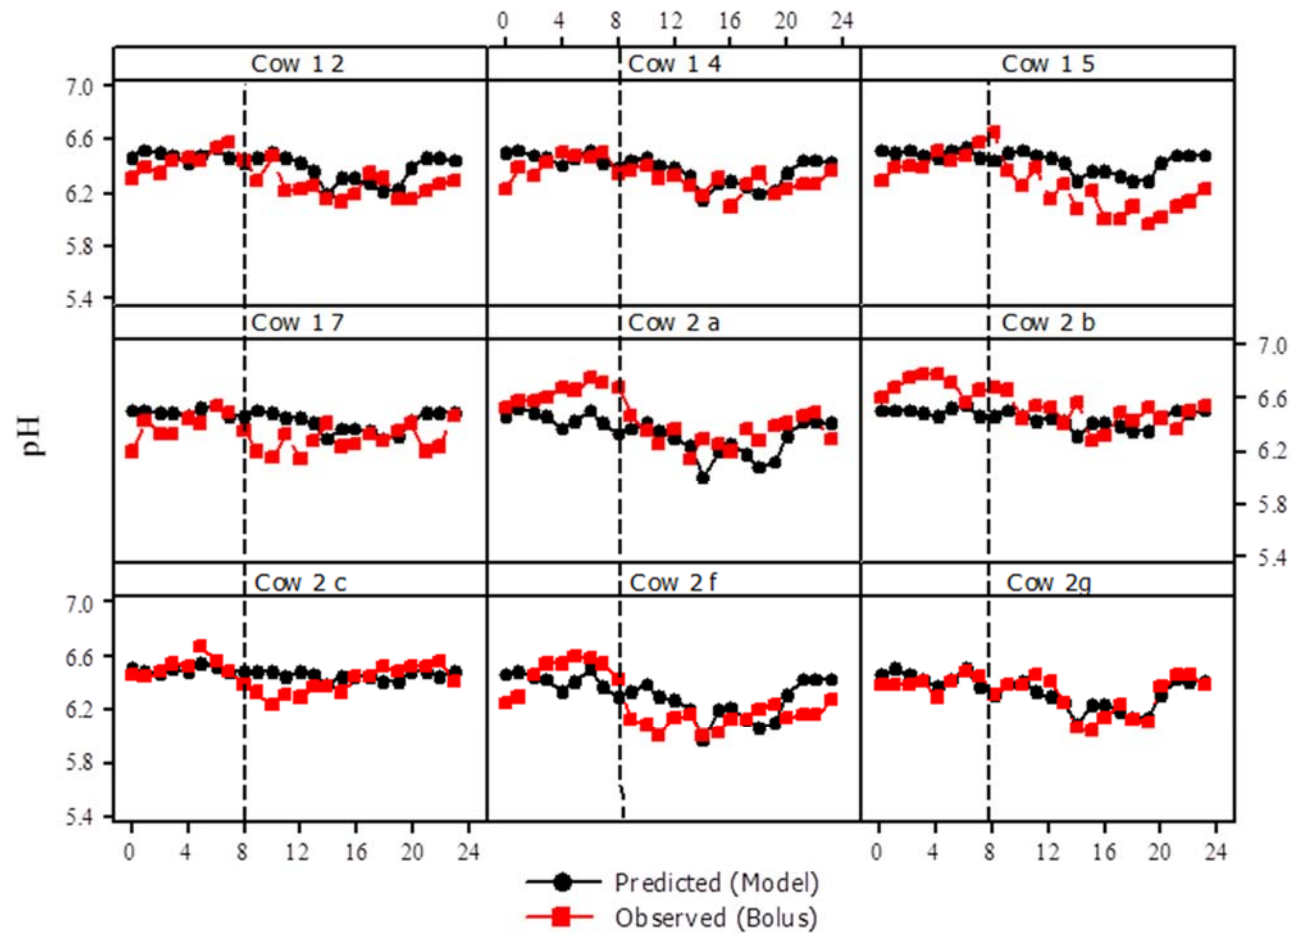 0 4 8 12 16 20 24
Cow 1 2 Cow 1 4 Cow 1 5
7.0
6.6
6.2
5.8
5.4
Cow 1 7 Cow 2 a Cow 2 b
7.0
6.6
6.2
5.8
5.4
pH
Cow 2 c Cow 2 f Cow 2g
7.0
6.6
6.2
5.8
5.4
0 4 8 12 16 20 24 0 4 8 12 16 20 24
Predicted (Model)
Observed (Bolus)